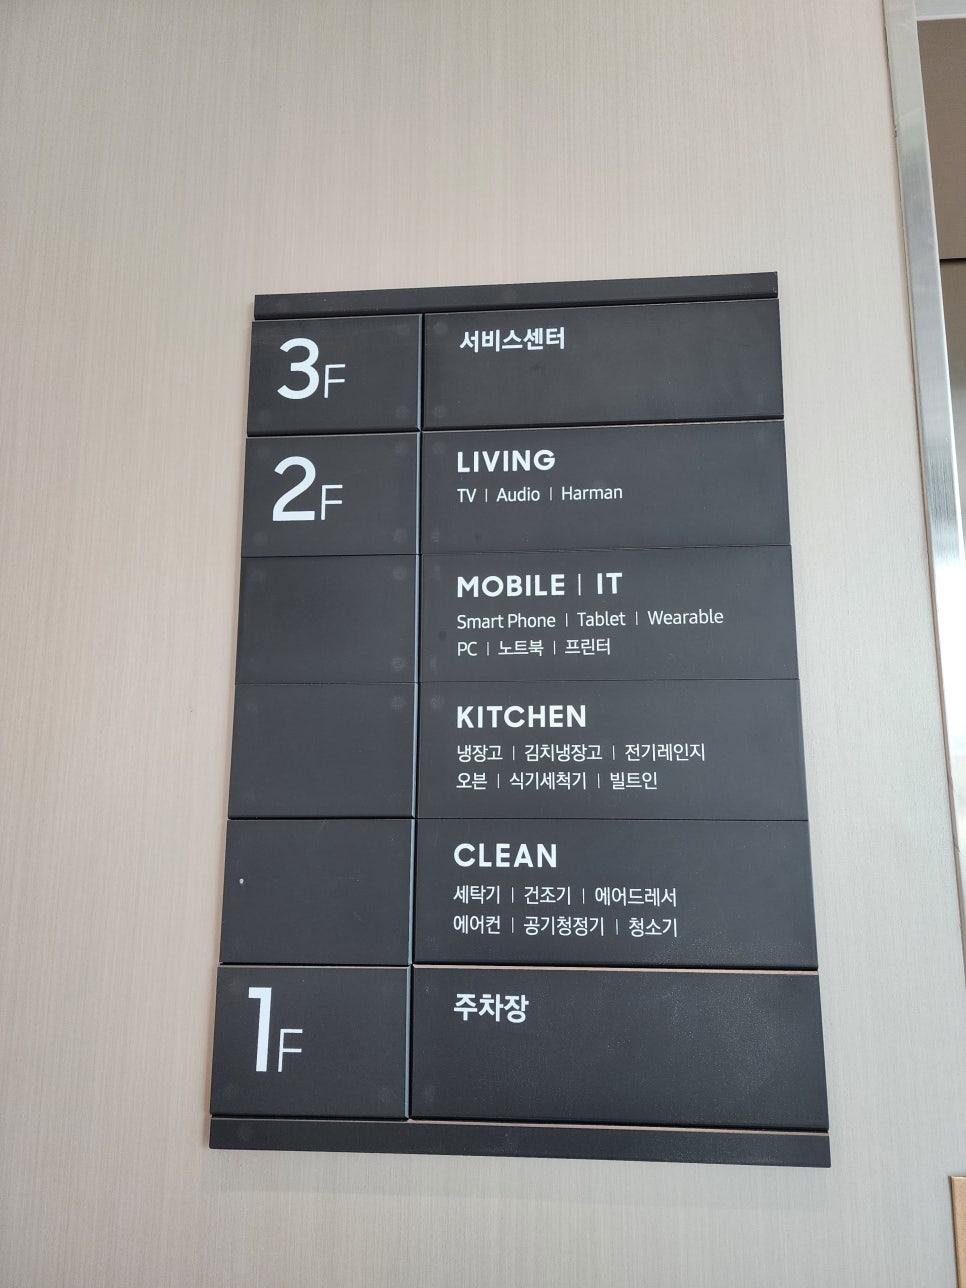 3F
서비스센터
2F
LIVING
TV | Audio | Harman
MOBILE | IT
Smart Phone | Tablet | Wearable
PC | 노트북 | 프린터
KITCHEN
냉장고 | 김치냉장고 | 전기레인지
오븐 | 식기세척기 | 빌트인
CLEAN
세탁기 | 건조기 | 에어드레서
에어컨 | 공기청정기 | 청소기
1F
주차장